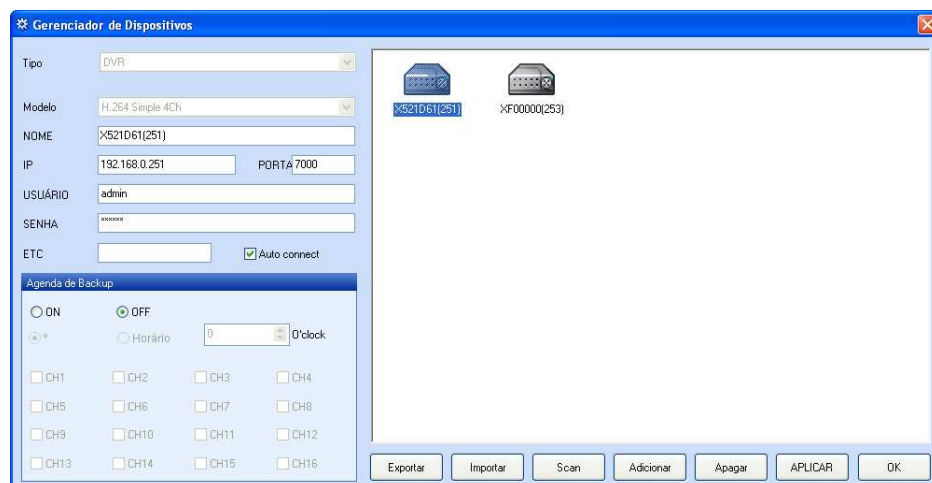 Gerenciador de Dispositivos
Tipo DVR
Modelo H.264 Simple 4Ch
NOME X521D61(251)
IP 192.168.0.251 PORTA 7000
USUÁRIO admin
SENHA ******
ETC Auto connect
Agenda de Backup
ON OFF
° Horário 0 O'clock
CH1 CH2 CH3 CH4
CH5 CH6 CH7 CH8
CH9 CH10 CH11 CH12
CH13 CH14 CH15 CH16
X521D61(251) XF00000(253)
Exportar Importar Scan Adicionar Apagar APLICAR OK